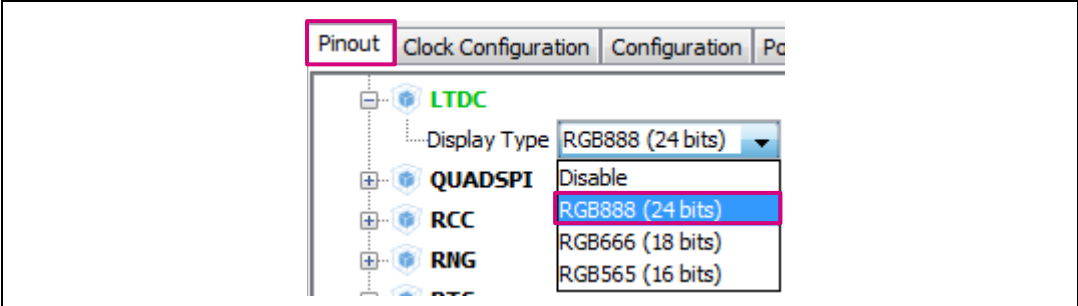 Pinout Clock Configuration Configuration
LTDC
Display Type RGB888 (24 bits)
QUADSPI Disable
RGB888 (24 bits)
RCC
RGB666 (18 bits)
RNG
RGB565 (16 bits)